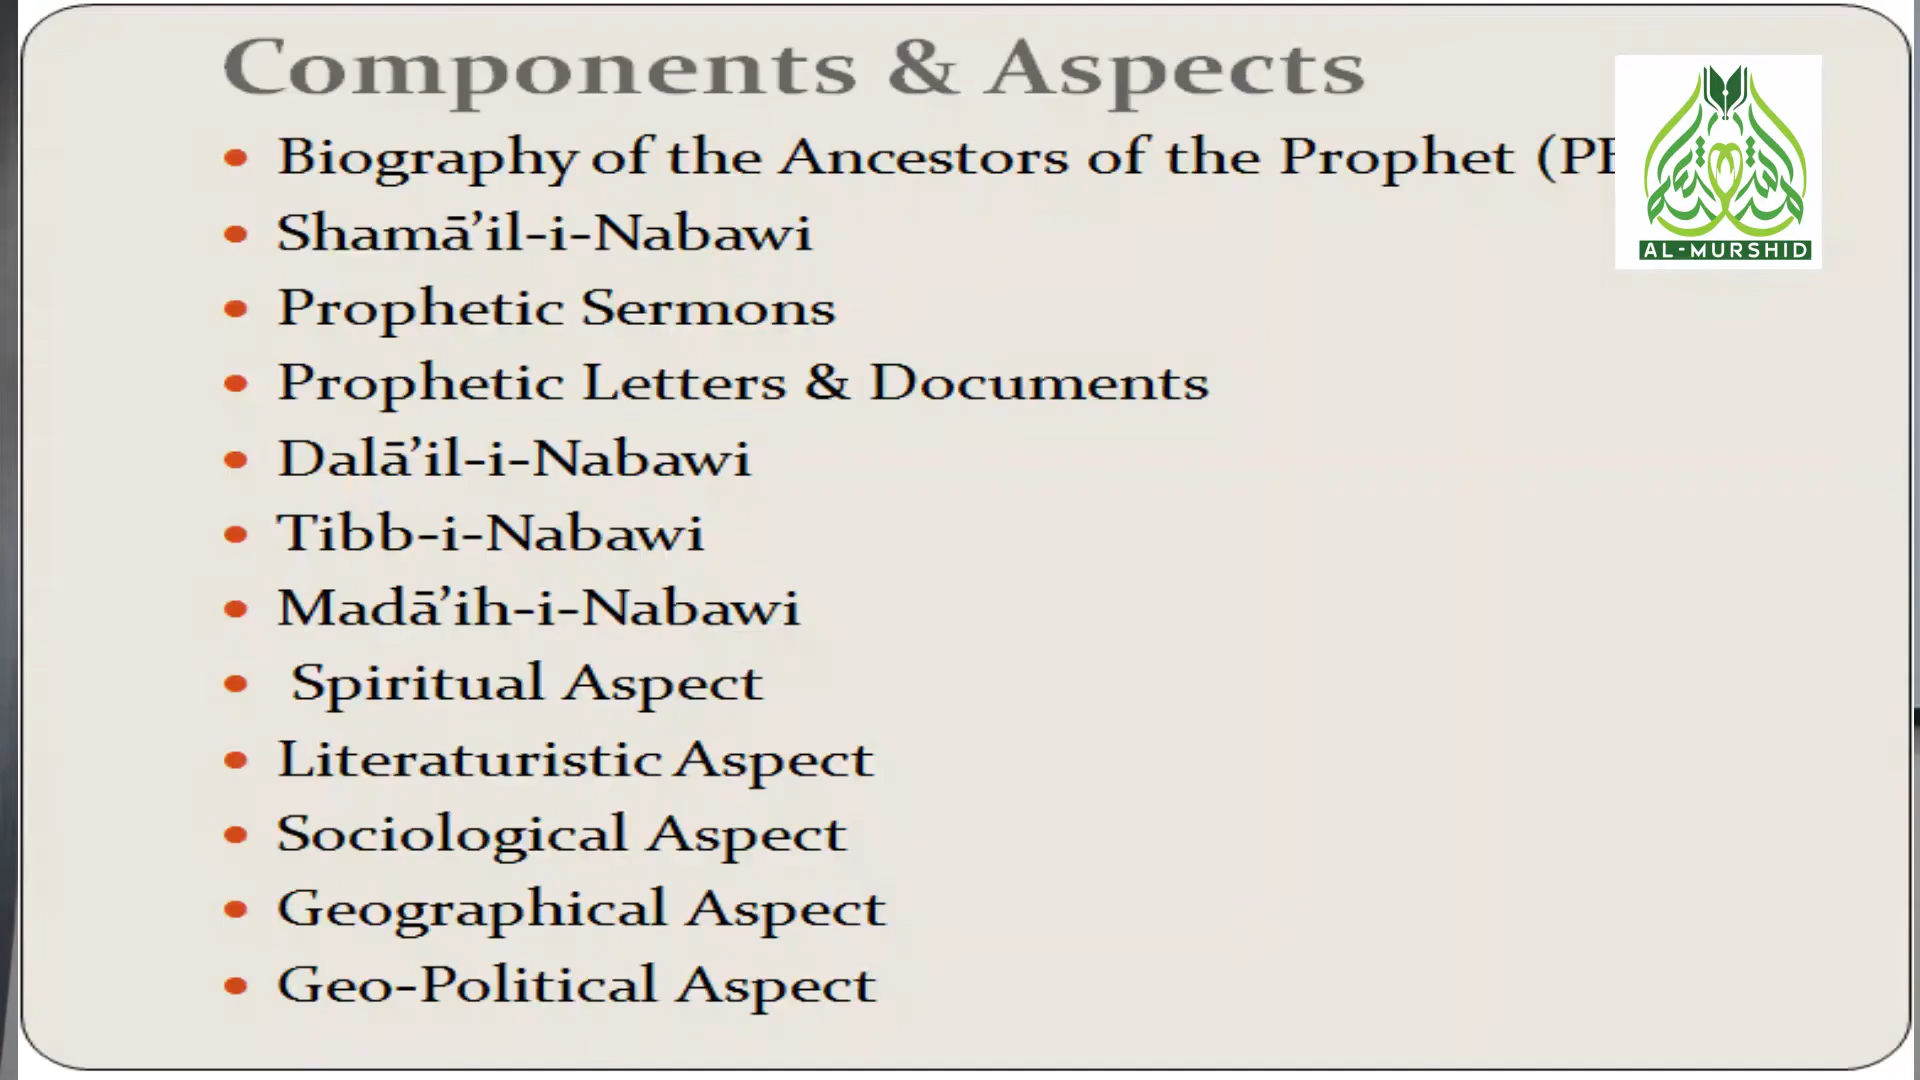 Components & Aspects
• Biography of the Ancestors of the Prophet
• Shamā’il-i-Nabawi
• Prophetic Sermons
• Prophetic Letters & Documents
• Dalā’il-i-Nabawi
• Tibb-i-Nabawi
• Madā’ih-i-Nabawi
• Spiritual Aspect
• Literaturistic Aspect
• Sociological Aspect
• Geographical Aspect
• Geo-Political Aspect
AL-MURSHID